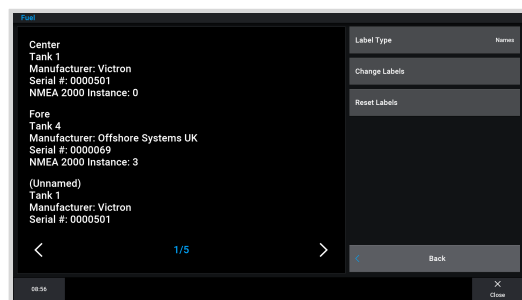 Fuel
Center
Tank 1
Manufacturer: Victron
Serial #: 0000501
NMEA 2000 Instance: 0
Fore
Tank 4
Manufacturer: Offshore Systems UK
Serial #: 0000069
NMEA 2000 Instance: 3
(Unnamed)
Tank 1
Manufacturer: Victron
Serial #: 0000501
1/5
Label Type Names
Change Labels
Reset Labels
Back
08:56
Close